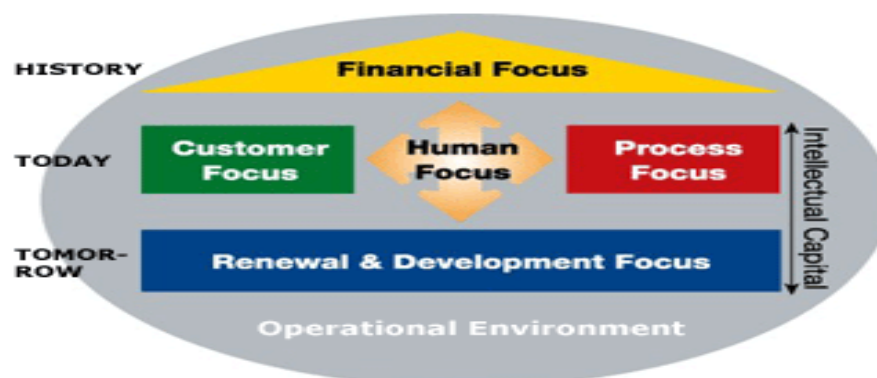 HISTORY
Financial Focus
TODAY
Customer
Focus
Human
Focus
Process
Focus
Intellectual Capital
TOMOR-
ROW
Renewal & Development Focus
Operational Environment